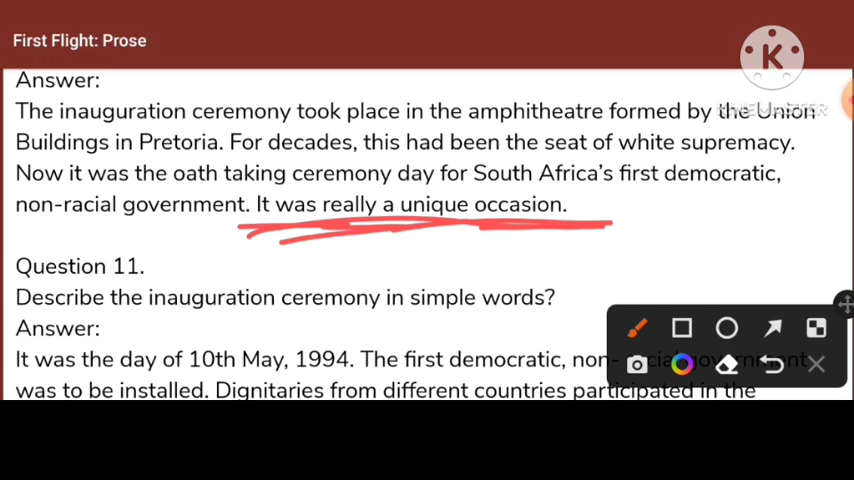 First Flight: Prose
K
KINEMASTER
Answer:
The inauguration ceremony took place in the amphitheatre formed by the Union
Buildings in Pretoria. For decades, this had been the seat of white supremacy.
Now it was the oath taking ceremony day for South Africa's first democratic,
non-racial government. It was really a unique occasion.
Question 11.
Describe the inauguration ceremony in simple words?
Answer:
It was the day of 10th May, 1994. The first democratic, non-racial government
was to be installed. Dignitaries from different countries participated in the